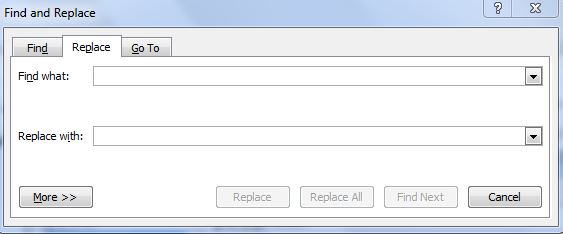 Find and Replace
Find Replace Go To
Find what:
Replace with:
More >> Replace Replace All Find Next Cancel